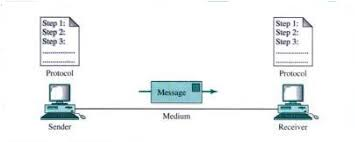 Step 1:
Step 2:
Step 3:
Protocol
Step 1:
Step 2:
Step 3:
Protocol
Message
Medium
Sender
Receiver